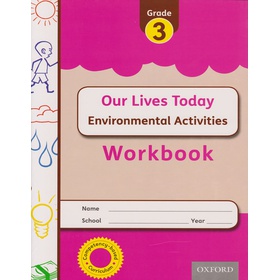 Grade
3
Our Lives Today
Environmental Activities
Workbook
Name
School Year
Competency-based
Curriculum
OXFORD